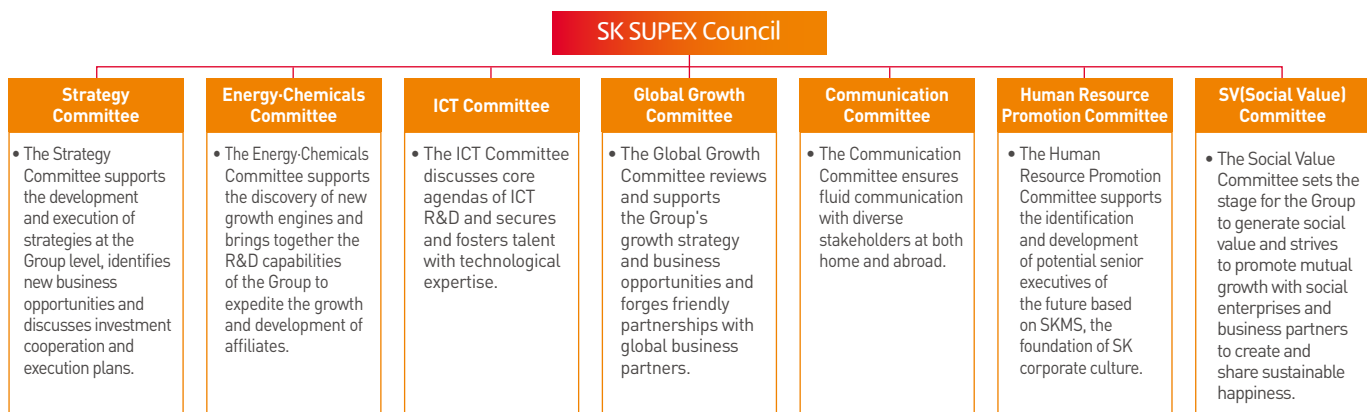 SK SUPEX Council
Strategy
Committee
• The Strategy
Committee supports
the development
and execution of
strategies at the
Group level, identifies
new business
opportunities and
discusses investment
cooperation and
execution plans.
Energy·Chemicals
Committee
• The Energy·Chemicals
Committee supports
the discovery of new
growth engines and
brings together the
R&D capabilities
of the Group to
expedite the growth
and development of
affiliates.
ICT Committee
• The ICT Committee
discusses core
agendas of ICT
R&D and secures
and fosters talent
with technological
expertise.
Global Growth
Committee
• The Global Growth
Committee reviews
and supports
the Group's
growth strategy
and business
opportunities and
forges friendly
partnerships with
global business
partners.
Communication
Committee
• The Communication
Committee ensures
fluid communication
with diverse
stakeholders at both
home and abroad.
Human Resource
Promotion Committee
• The Human
Resource Promotion
Committee supports
the identification
and development
of potential senior
executives of
the future based
on SKMS, the
foundation of SK
corporate culture.
SV(Social Value)
Committee
• The Social Value
Committee sets the
stage for the Group
to generate social
value and strives
to promote mutual
growth with social
enterprises and
business partners
to create and
share sustainable
happiness.